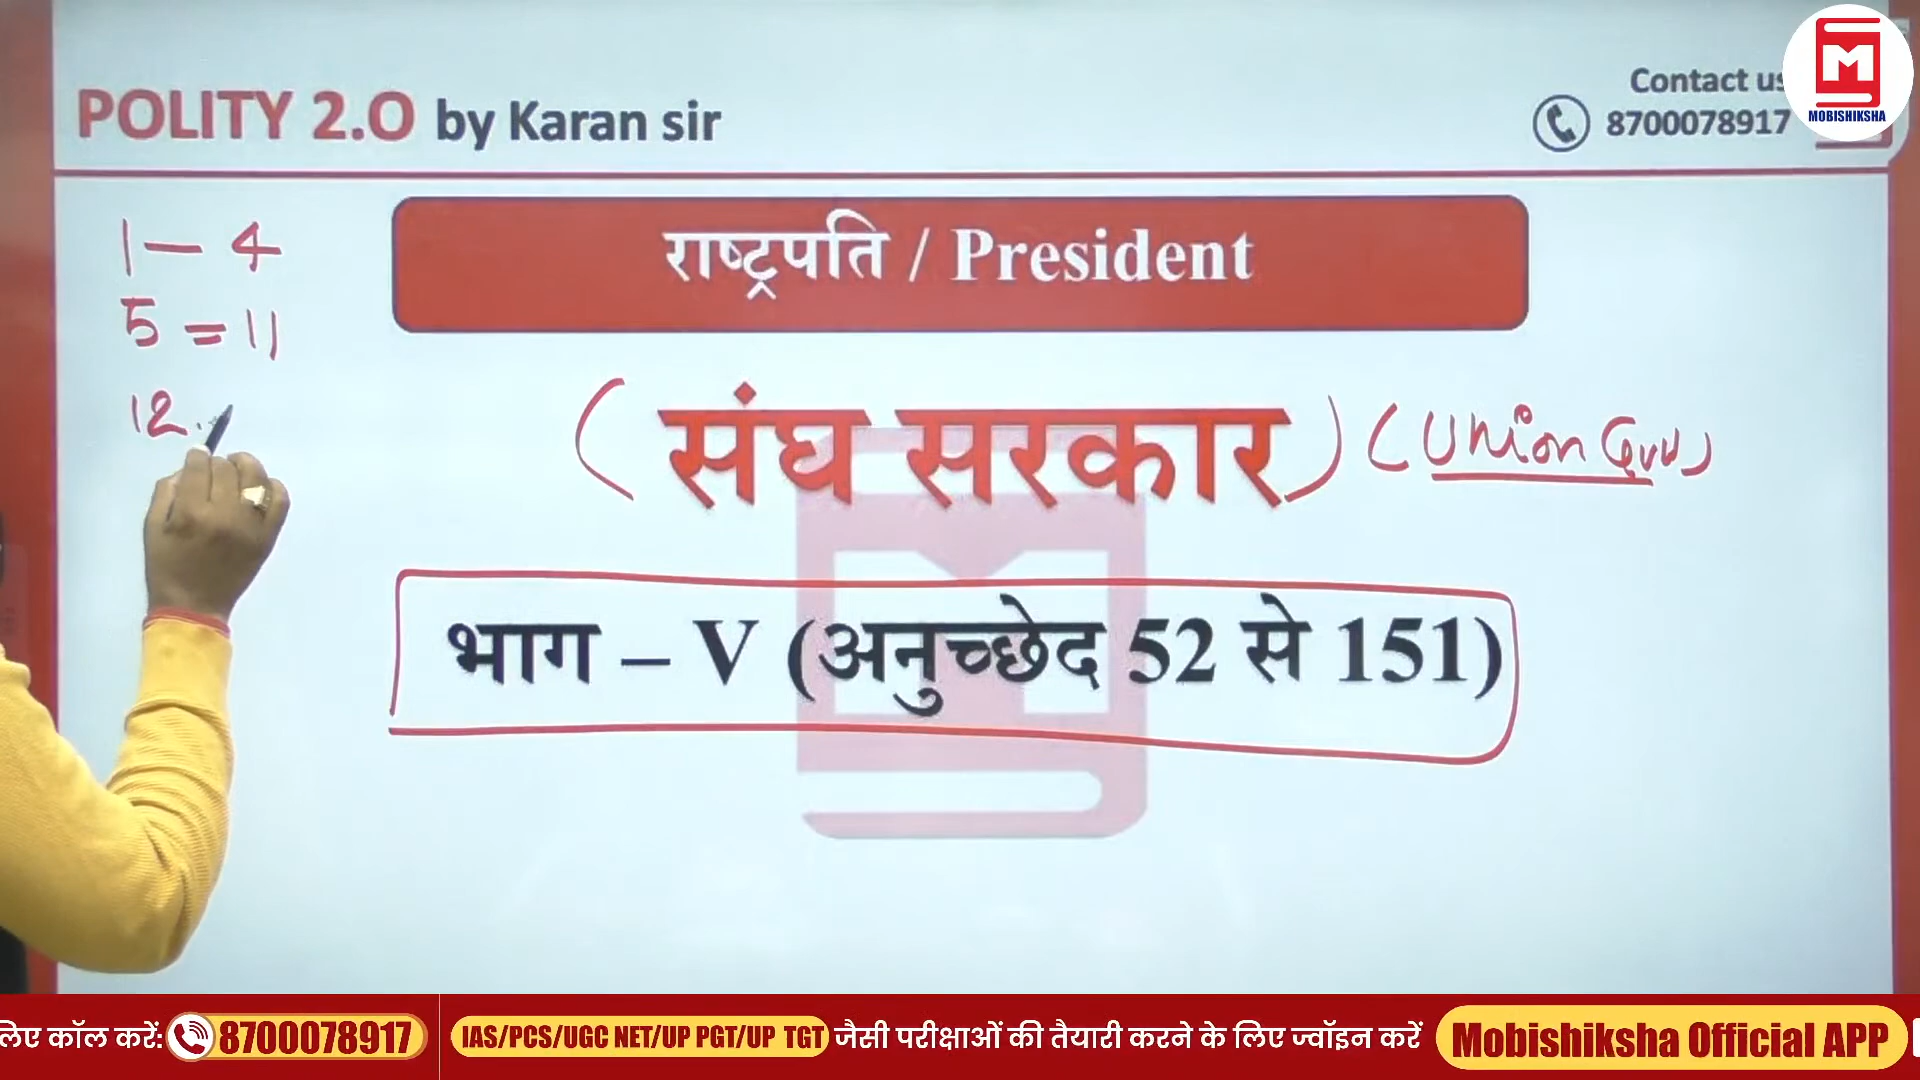 POLITY 2.O by Karan sir
Contact us
8700078917
MOBISHIKSHA
राष्ट्रपति / President
1 – 4
5 = 11
12.
(संघ सरकार) (Union Gov)
भाग – V (अनुच्छेद 52 से 151)
लिए कॉल करें: 8700078917 IAS/PCS/UGC NET/UP PGT/UP TGT जैसी परीक्षाओं की तैयारी करने के लिए ज्वॉइन करें Mobishiksha Official APP